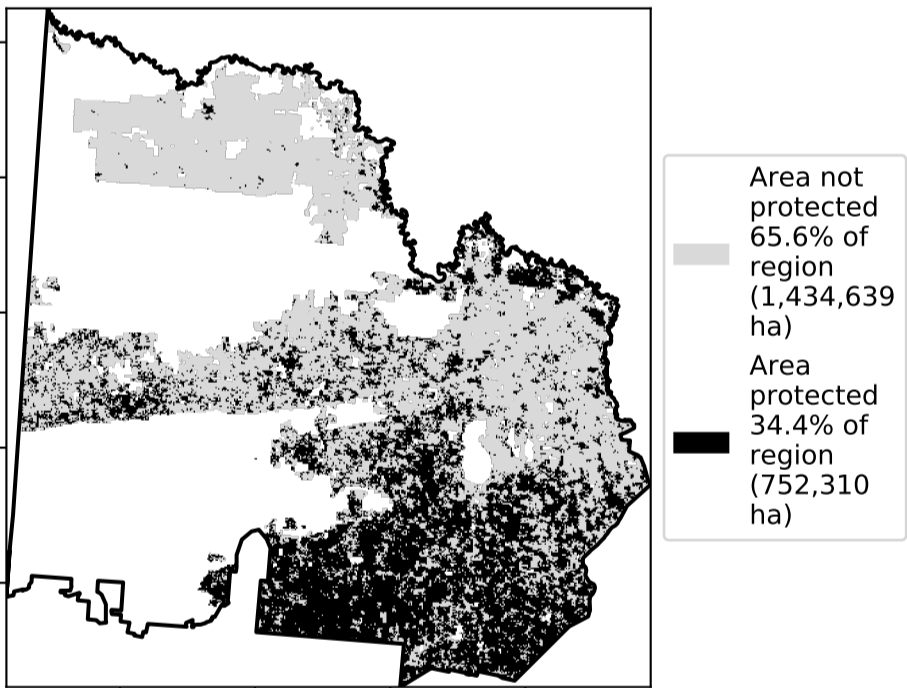 Area not
protected
65.6% of
region
(1,434,639
ha)
Area
protected
34.4% of
region
(752,310
ha)